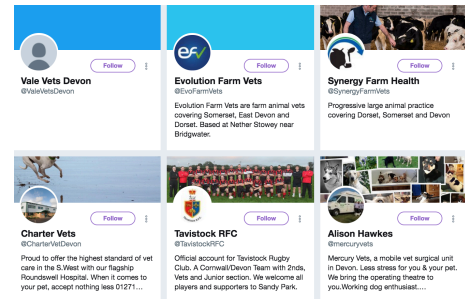 Follow
Vale Vets Devon
@ValeVetsDevon
efv
Follow
Evolution Farm Vets
@EvoFarmVets
Evolution Farm Vets are farm animal vets
covering Somerset, East Devon and
Dorset. Based at Nether Stowey near
Bridgwater.
Follow
Synergy Farm Health
@SynergyFarmVets
Progressive large animal practice
covering Dorset, Somerset and Devon
Follow
Charter Vets
@CharterVetDevon
Proud to offer the highest standard of vet
care in the S.West with our flagship
Roundswell Hospital. When it comes to
your pet, accept nothing less 01271...
Follow
Tavistock RFC
@TavistockRFC
Official account for Tavistock Rugby
Club. A Cornwall/Devon Team with 2nds,
Vets and Junior section. We welcome all
players and supporters to Sandy Park.
Follow
Alison Hawkes
@mercuryvets
Mercury Vets, a mobile vet surgical unit
in Devon. Less stress for you & your pet.
We bring the operating theatre to
you.Working dog enthusiast....